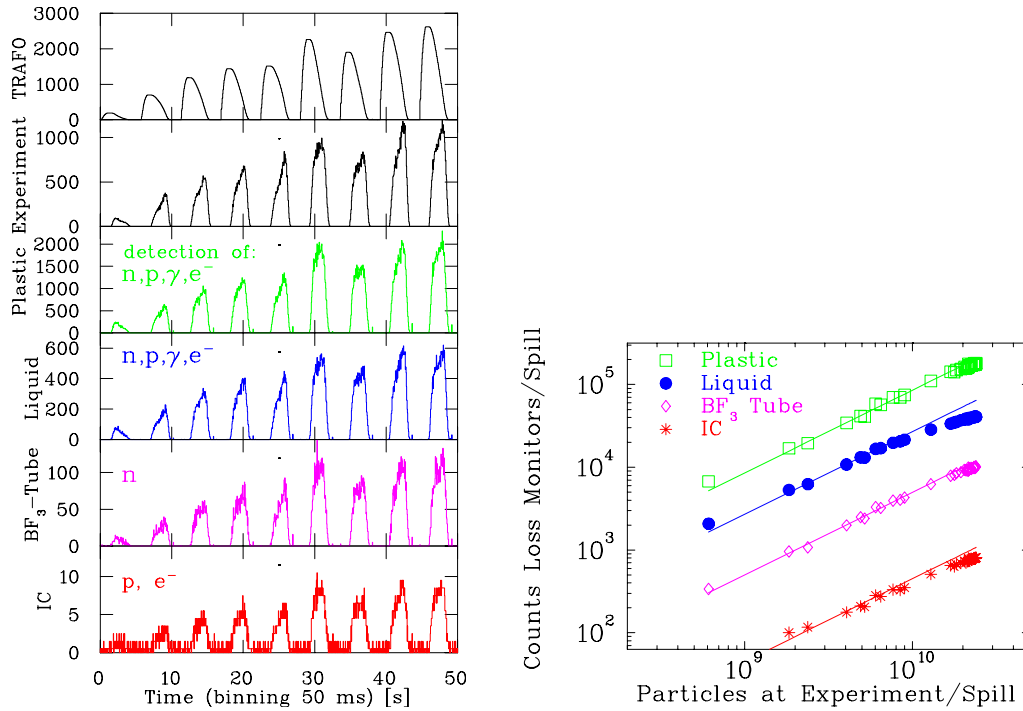 TRAFO
3000
2000
1000
0
Experiment
1000
500
0
Plastic
2000
1500
1000
500
0
detection of:
n,p,γ,e⁻
Liquid
600
400
200
0
n,p,γ,e⁻
BF₃-Tube
100
50
0
n
IC
10
5
0
p, e⁻
0 10 20 30 40 50
Time (binning 50 ms) [s]
Counts Loss Monitors/Spill
10⁵
10⁴
10³
10²
Plastic
Liquid
BF₃ Tube
IC
10⁹ 10¹⁰
Particles at Experiment/Spill